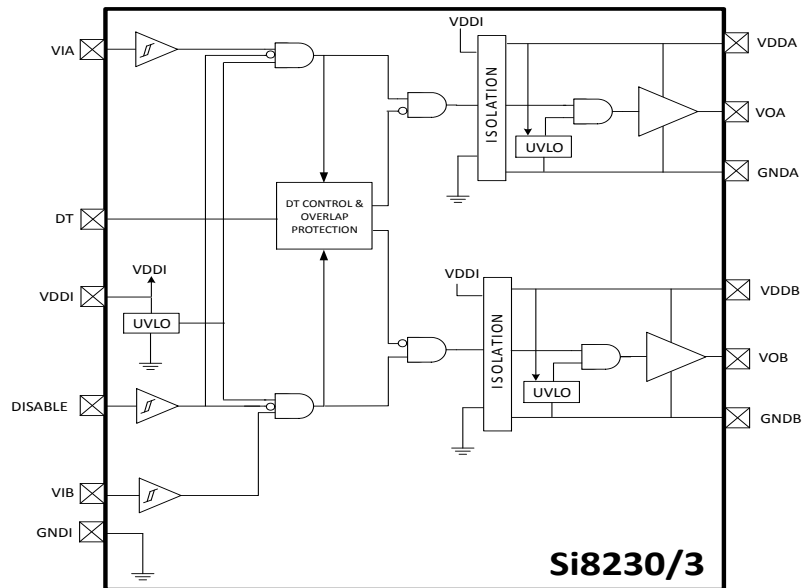 VIA
DT
VDDI
DISABLE
VIB
GNDI
VDDI
UVLO
DT CONTROL &
OVERLAP
PROTECTION
VDDI
ISOLATION
UVLO
VDDI
ISOLATION
UVLO
VDDA
VOA
GNDA
VDDB
VOB
GNDB
Si8230/3